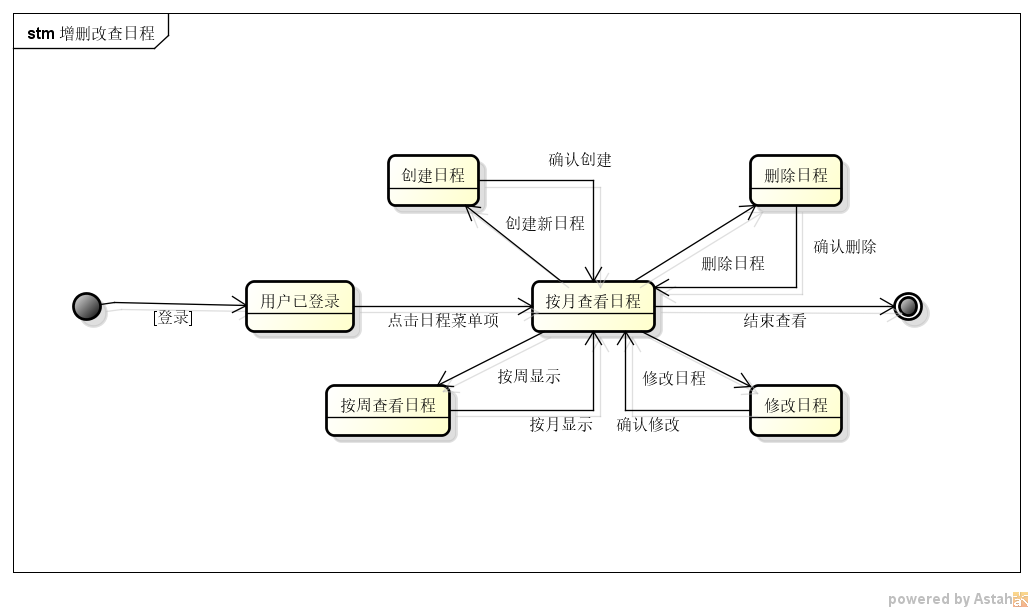 stm 增删改查日程
确认创建
创建日程
删除日程
创建新日程
确认删除
删除日程
用户已登录
按月查看日程
[登录]
点击日程菜单项
结束查看
按周显示
修改日程
按周查看日程
修改日程
按月显示
确认修改
powered by Astah